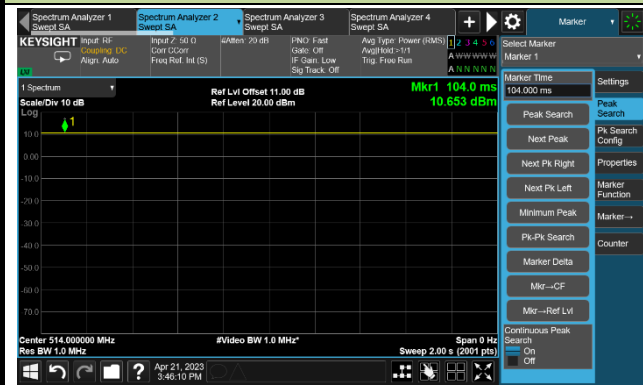 Spectrum Analyzer 1
Swept SA
Spectrum Analyzer 2
Swept SA
Spectrum Analyzer 3
Swept SA
Spectrum Analyzer 4
Swept SA
Marker
KEYSIGHT
Input: RF
Coupling: DC
Align: Auto
Input Z: 50 Ω
Corr CCorr
Freq Ref: Int (S)
#Atten: 20 dB
PNO: Fast
Gate: Off
IF Gain: Low
Sig Track: Off
Avg Type: Power (RMS)
Avg|Hold:>1/1
Trig: Free Run
1 2 3 4 5 6
A W W W W W
A N N N N N
Select Marker
Marker 1
1 Spectrum
Scale/Div 10 dB
Ref Lvl Offset 11.00 dB
Ref Level 20.00 dBm
Mkr1 104.0 ms
10.653 dBm
Log
1
10.0
0.00
-10.0
-20.0
-30.0
-40.0
-50.0
-60.0
-70.0
Center 514.000000 MHz
Res BW 1.0 MHz
#Video BW 1.0 MHz*
Span 0 Hz
Sweep 2.00 s (2001 pts)
Marker Time
104.000 ms
Peak Search
Next Peak
Next Pk Right
Next Pk Left
Minimum Peak
Pk-Pk Search
Marker Delta
Mkr→CF
Mkr→Ref Lvl
Continuous Peak
Search
On
Off
Settings
Peak
Search
Pk Search
Config
Properties
Marker
Function
Marker→
Counter
Apr 21, 2023
3:46:10 PM